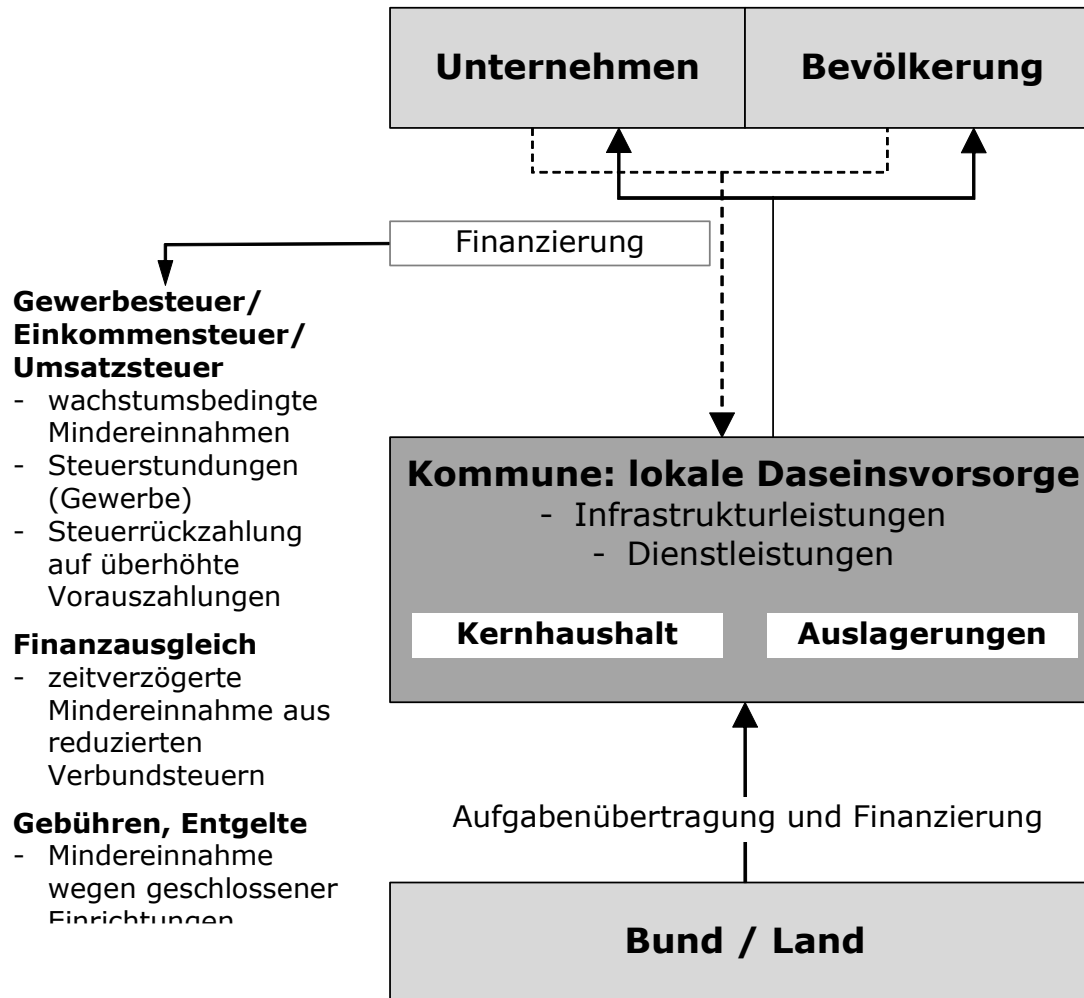 Unternehmen
Bevölkerung
Finanzierung
Gewerbesteuer/
Einkommensteuer/
Umsatzsteuer
- wachstumsbedingte
Mindereinnahmen
- Steuerstundungen
(Gewerbe)
- Steuerrückzahlung
auf überhöhte
Vorauszahlungen
Finanzausgleich
- zeitverzögerte
Mindereinnahme aus
reduzierten
Verbundsteuern
Gebühren, Entgelte
- Mindereinnahme
wegen geschlossener
Einrichtungen
Kommune: lokale Daseinsvorsorge
- Infrastrukturleistungen
- Dienstleistungen
Kernhaushalt
Auslagerungen
Aufgabenübertragung und Finanzierung
Bund / Land